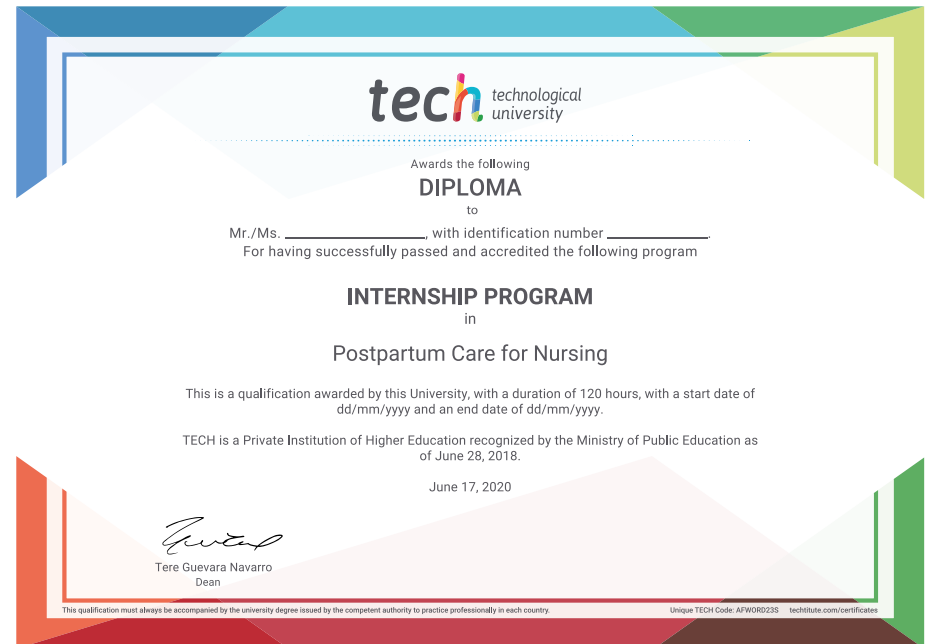 tech technological
university
Awards the following
DIPLOMA
to
Mr./Ms. ____________________, with identification number ______________.
For having successfully passed and accredited the following program
INTERNSHIP PROGRAM
in
Postpartum Care for Nursing
This is a qualification awarded by this University, with a duration of 120 hours, with a start date of
dd/mm/yyyy and an end date of dd/mm/yyyy.
TECH is a Private Institution of Higher Education recognized by the Ministry of Public Education as
of June 28, 2018.
June 17, 2020
Tere Guevara Navarro
Dean
This qualification must always be accompanied by the university degree issued by the competent authority to practice professionally in each country.
Unique TECH Code: AFWORD23S techtitute.com/certificates